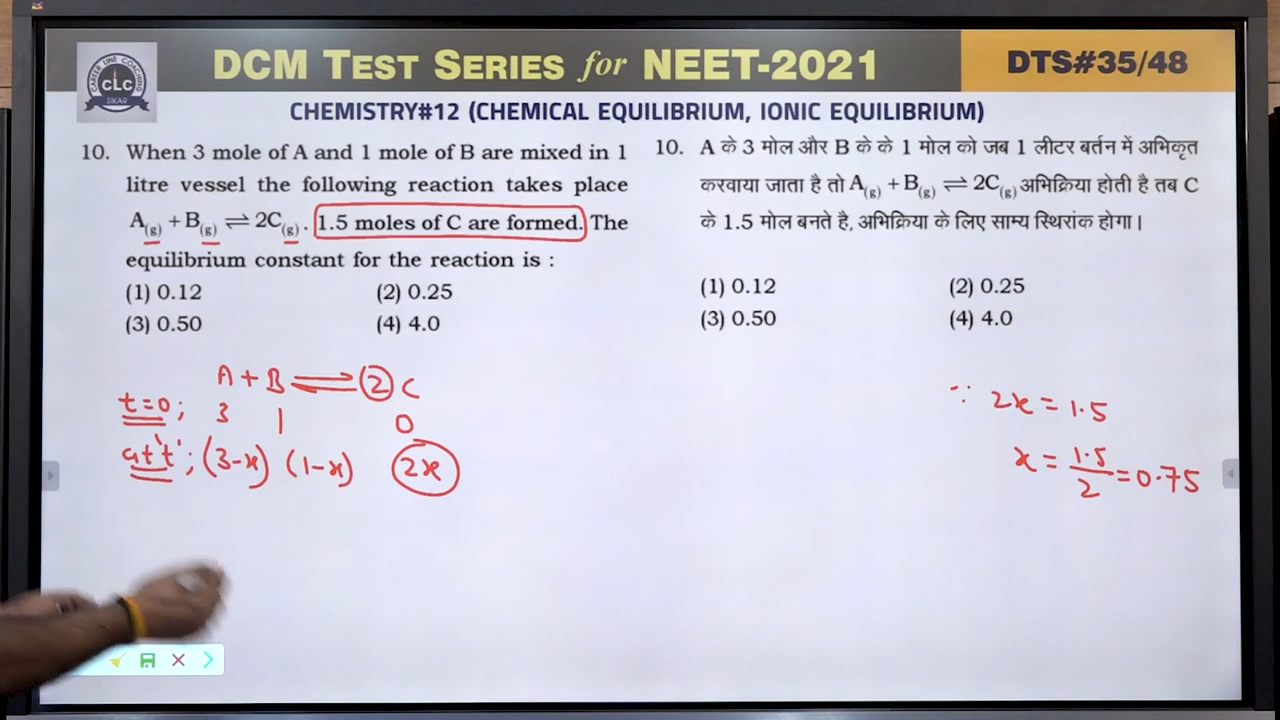 DCM TEST SERIES for NEET-2021
DTS#35/48
CAREER LINE COACHING
CLC
SIKAR
CHEMISTRY#12 (CHEMICAL EQUILIBRIUM, IONIC EQUILIBRIUM)
10. When 3 mole of A and 1 mole of B are mixed in 1
litre vessel the following reaction takes place
A(g) + B(g) ⇌ 2C(g). 1.5 moles of C are formed. The
equilibrium constant for the reaction is :
(1) 0.12 (2) 0.25
(3) 0.50 (4) 4.0
10. A के 3 मोल और B के के 1 मोल को जब 1 लीटर बर्तन में अभिकृत
करवाया जाता है तो A(g) + B(g) ⇌ 2C(g) अभिक्रिया होती है तब C
के 1.5 मोल बनते है, अभिक्रिया के लिए साम्य स्थिरांक होगा।
(1) 0.12 (2) 0.25
(3) 0.50 (4) 4.0
A + B ⇌ 2 C
t=0; 3 1 0
at 't'; (3-x) (1-x) 2x
∵ 2x = 1.5
x = 1.5/2 = 0.75